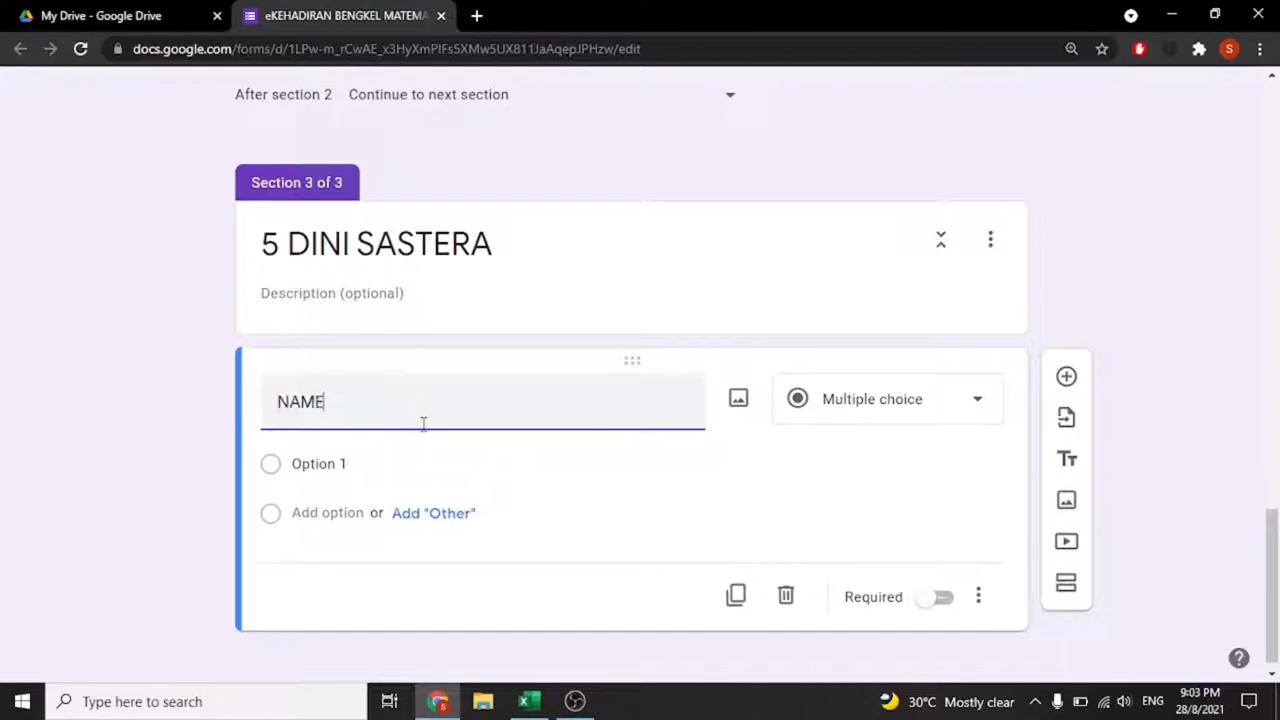 My Drive - Google Drive
eKEHADIRAN BENGKEL MATEMA
docs.google.com/forms/d/1LPw-m_rCwAE_x3HyXmPIFs5XMw5UX811JaAqepJPHzw/edit
S
After section 2 Continue to next section
Section 3 of 3
5 DINI SASTERA
Description (optional)
NAME
Multiple choice
Option 1
Add option or Add "Other"
Required
Type here to search
30°C Mostly clear
ENG
9:03 PM
28/8/2021